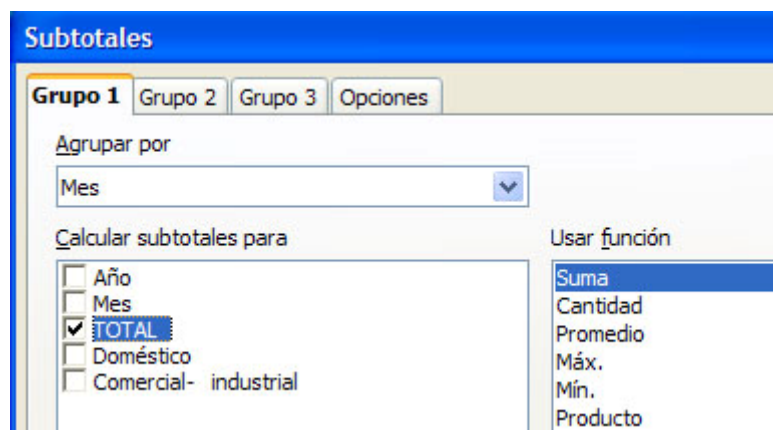 Subtotales
Grupo 1 Grupo 2 Grupo 3 Opciones
Agrupar por
Mes
Calcular subtotales para
Año
Mes
TOTAL
Doméstico
Comercial- industrial
Usar función
Suma
Cantidad
Promedio
Máx.
Mín.
Producto